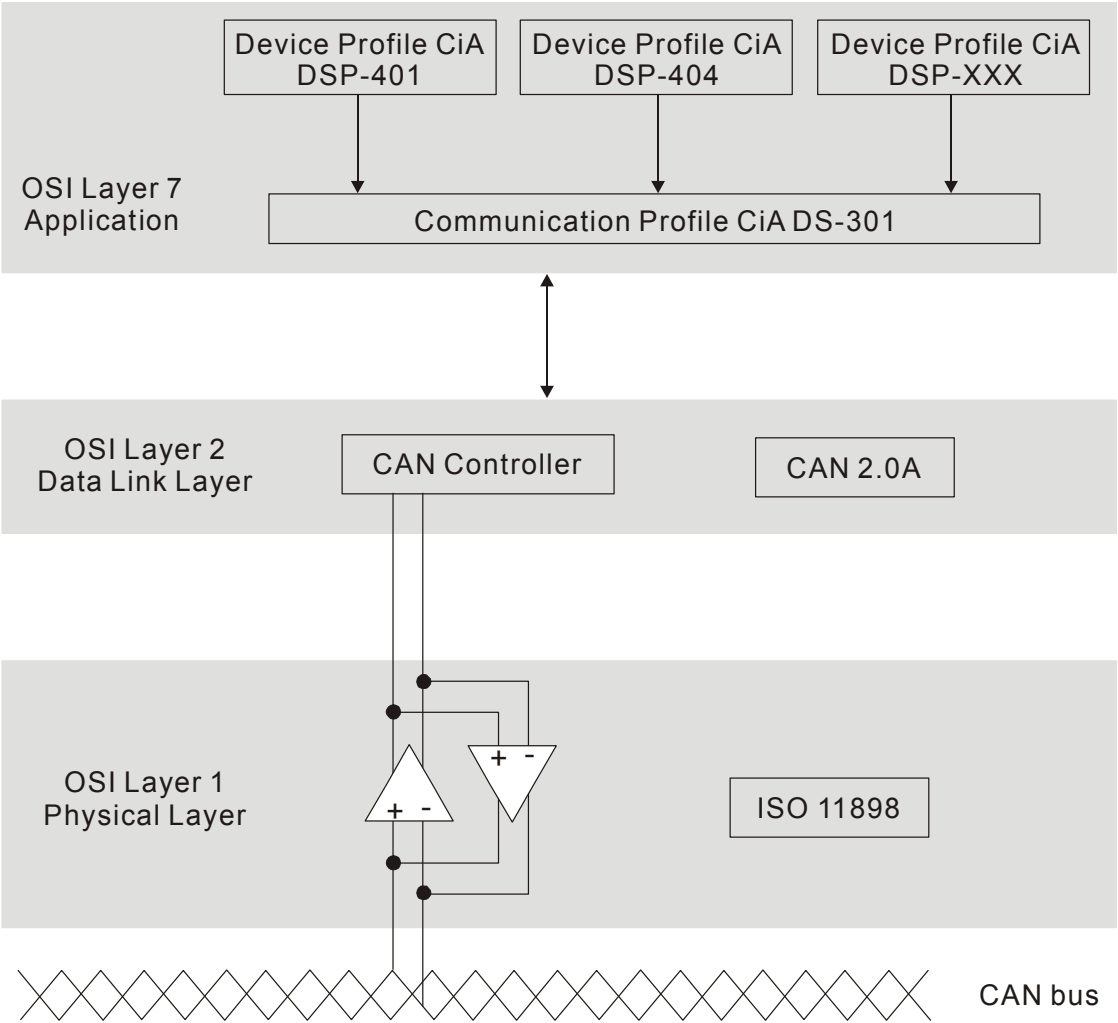 Device Profile CiA
DSP-401
Device Profile CiA
DSP-404
Device Profile CiA
DSP-XXX
OSI Layer 7
Application
Communication Profile CiA DS-301
OSI Layer 2
Data Link Layer
CAN Controller
CAN 2.0A
OSI Layer 1
Physical Layer
+ -
+ -
ISO 11898
CAN bus